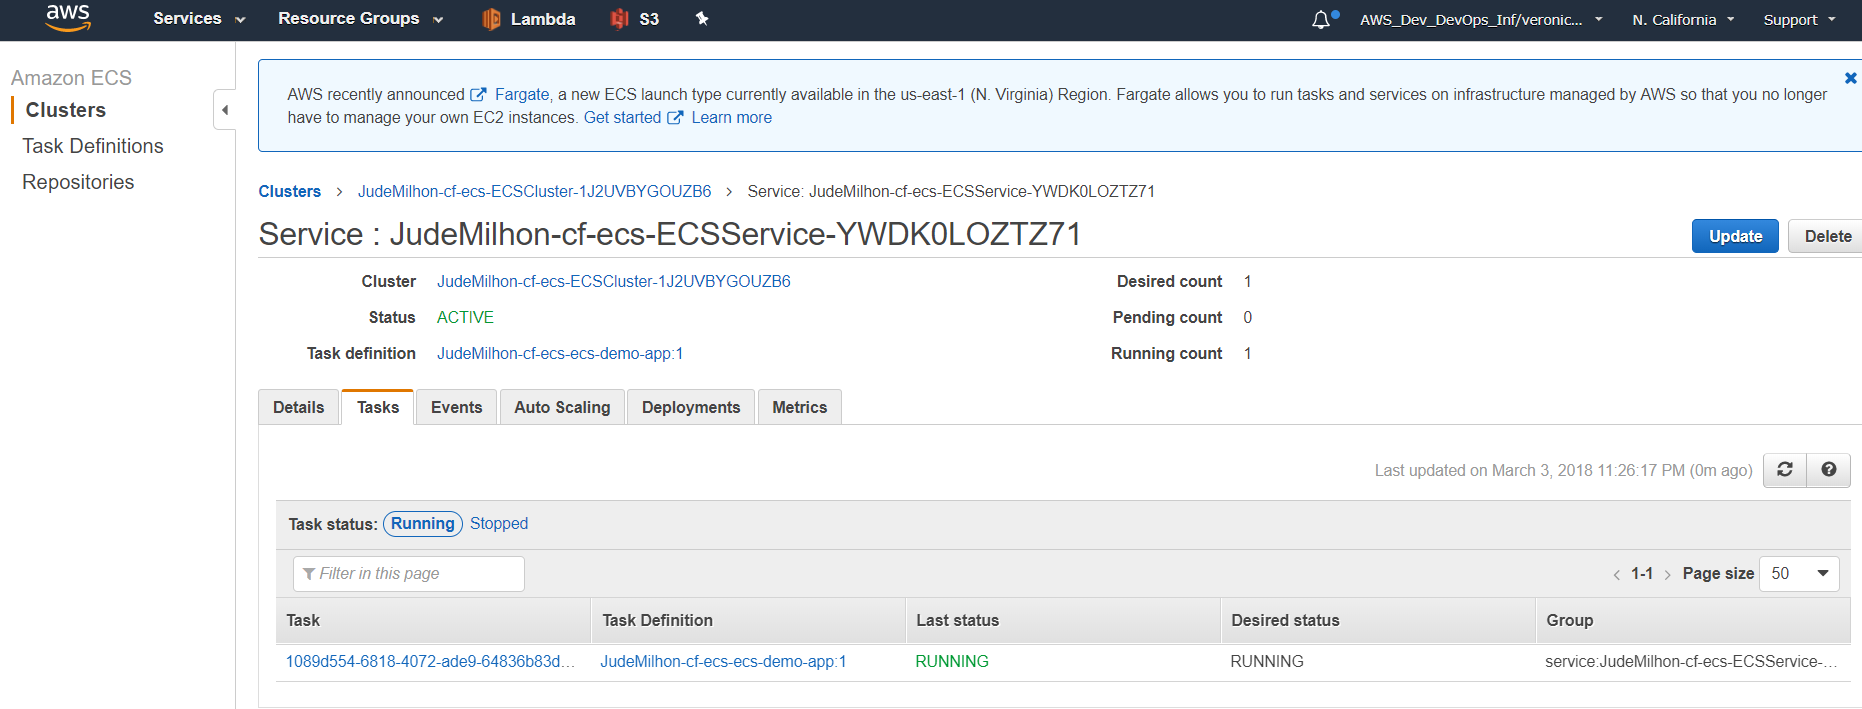 aws Services Resource Groups Lambda S3 AWS_Dev_DevOps_Inf/veronic... N. California Support
Amazon ECS
Clusters
Task Definitions
Repositories
AWS recently announced Fargate, a new ECS launch type currently available in the us-east-1 (N. Virginia) Region. Fargate allows you to run tasks and services on infrastructure managed by AWS so that you no longer
have to manage your own EC2 instances. Get started Learn more
Clusters > JudeMilhon-cf-ecs-ECSCluster-1J2UVBYGOUZB6 > Service: JudeMilhon-cf-ecs-ECSService-YWDK0LOZTZ71
Service : JudeMilhon-cf-ecs-ECSService-YWDK0LOZTZ71
Update Delete
Cluster JudeMilhon-cf-ecs-ECSCluster-1J2UVBYGOUZB6 Desired count 1
Status ACTIVE Pending count 0
Task definition JudeMilhon-cf-ecs-ecs-demo-app:1 Running count 1
Details Tasks Events Auto Scaling Deployments Metrics
Last updated on March 3, 2018 11:26:17 PM (0m ago)
Task status: Running Stopped
Filter in this page < 1-1 > Page size 50
Task Task Definition Last status Desired status Group
1089d554-6818-4072-ade9-64836b83d... JudeMilhon-cf-ecs-ecs-demo-app:1 RUNNING RUNNING service:JudeMilhon-cf-ecs-ECSService-...